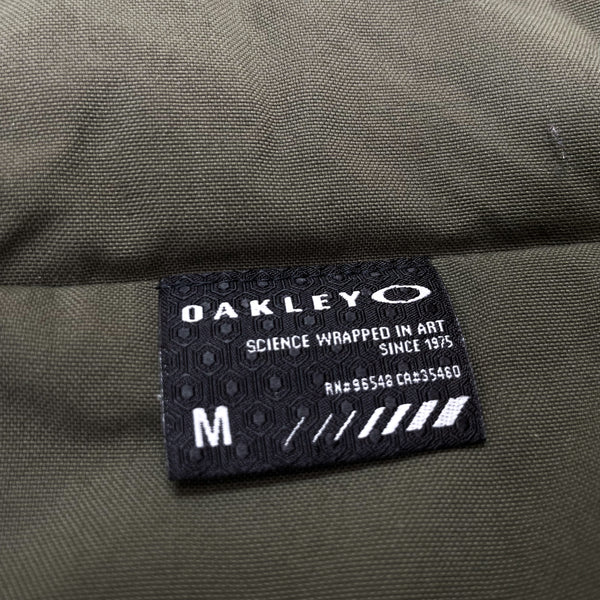 OAKLEY
SCIENCE WRAPPED IN ART
SINCE 1975
RN#96548 CA#35460
M